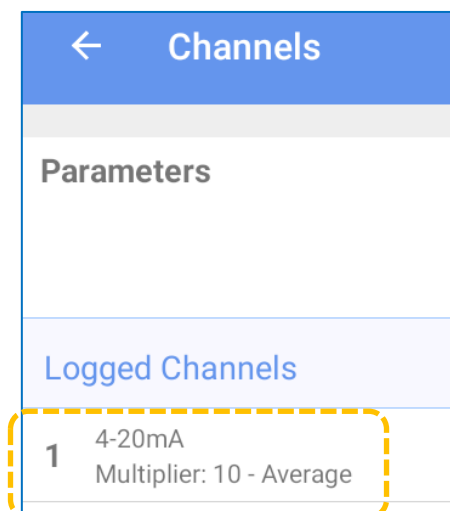 Channels
Parameters
Logged Channels
1 4-20mA
Multiplier: 10 - Average